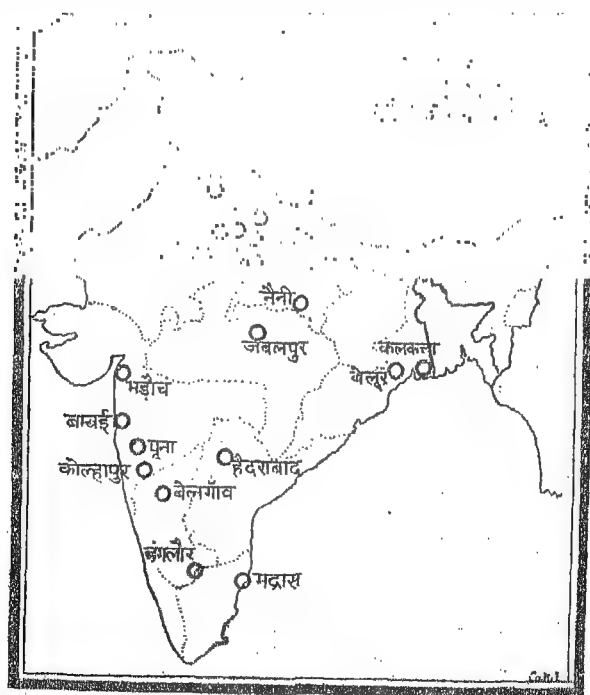 नैनी
जबलपुर
कलकत्ता
बेलूर
भड़ौच
बम्बई
पूना
कोल्हापुर
हैदराबाद
बेलगाँव
बंगलौर
मद्रास